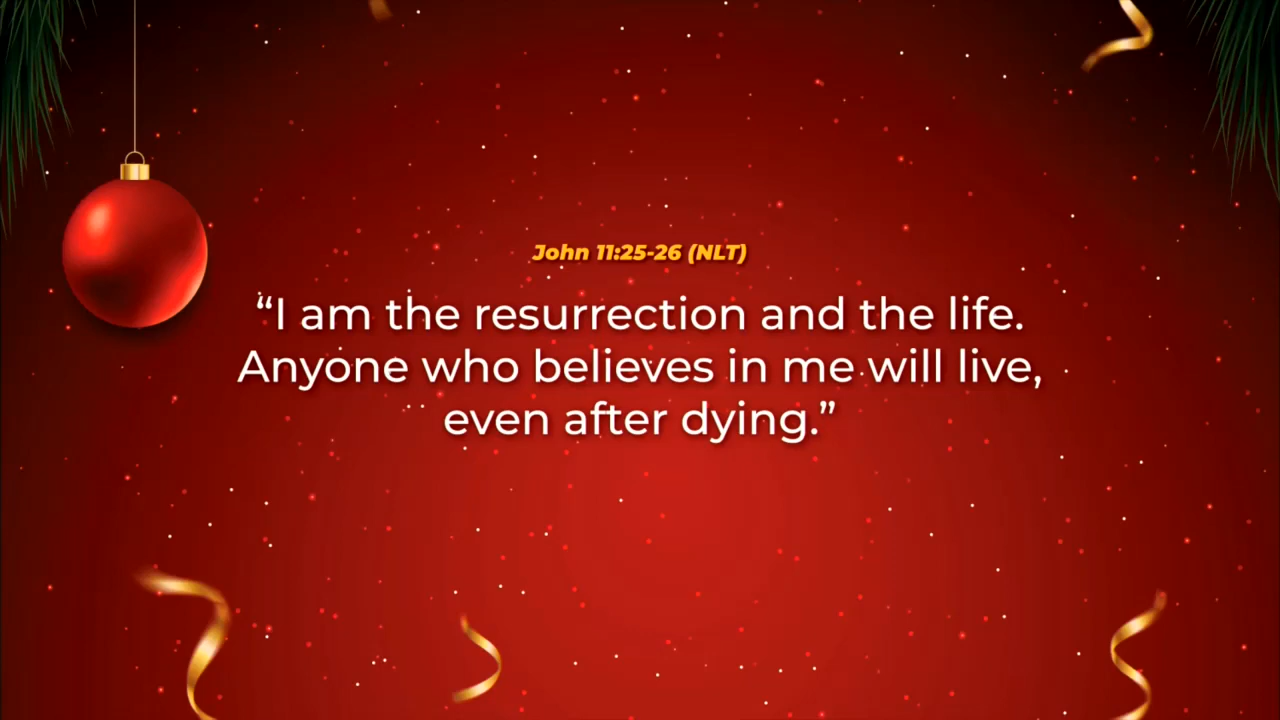 John 11:25-26 (NLT)
“I am the resurrection and the life.
Anyone who believes in me will live,
even after dying.”